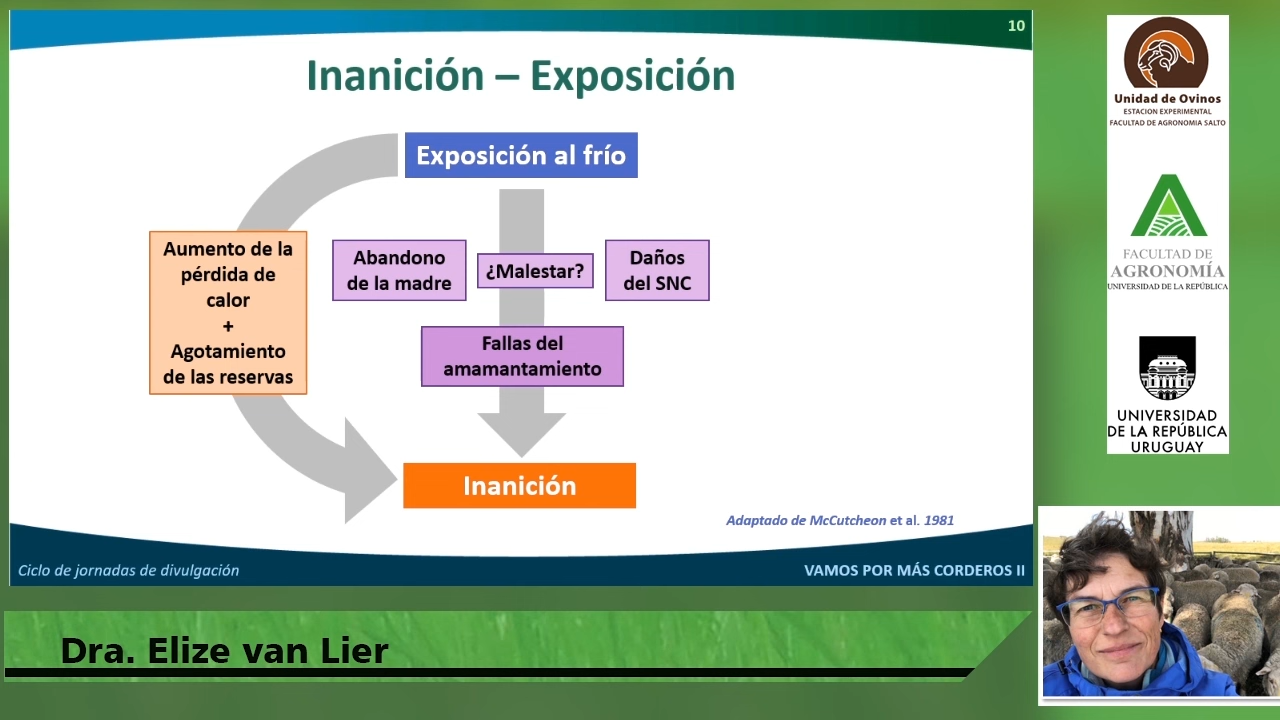 10
Inanición – Exposición
Exposición al frío
Aumento de la
pérdida de
calor
+
Agotamiento
de las reservas
Abandono
de la madre
¿Malestar?
Daños
del SNC
Fallas del
amamantamiento
Inanición
Adaptado de McCutcheon et al. 1981
Ciclo de jornadas de divulgación
VAMOS POR MÁS CORDEROS II
Dra. Elize van Lier
Unidad de Ovinos
ESTACION EXPERIMENTAL
FACULTAD DE AGRONOMIA SALTO
FACULTAD DE
AGRONOMÍA
UNIVERSIDAD DE LA REPÚBLICA
UNIVERSIDAD
DE LA REPÚBLICA
URUGUAY